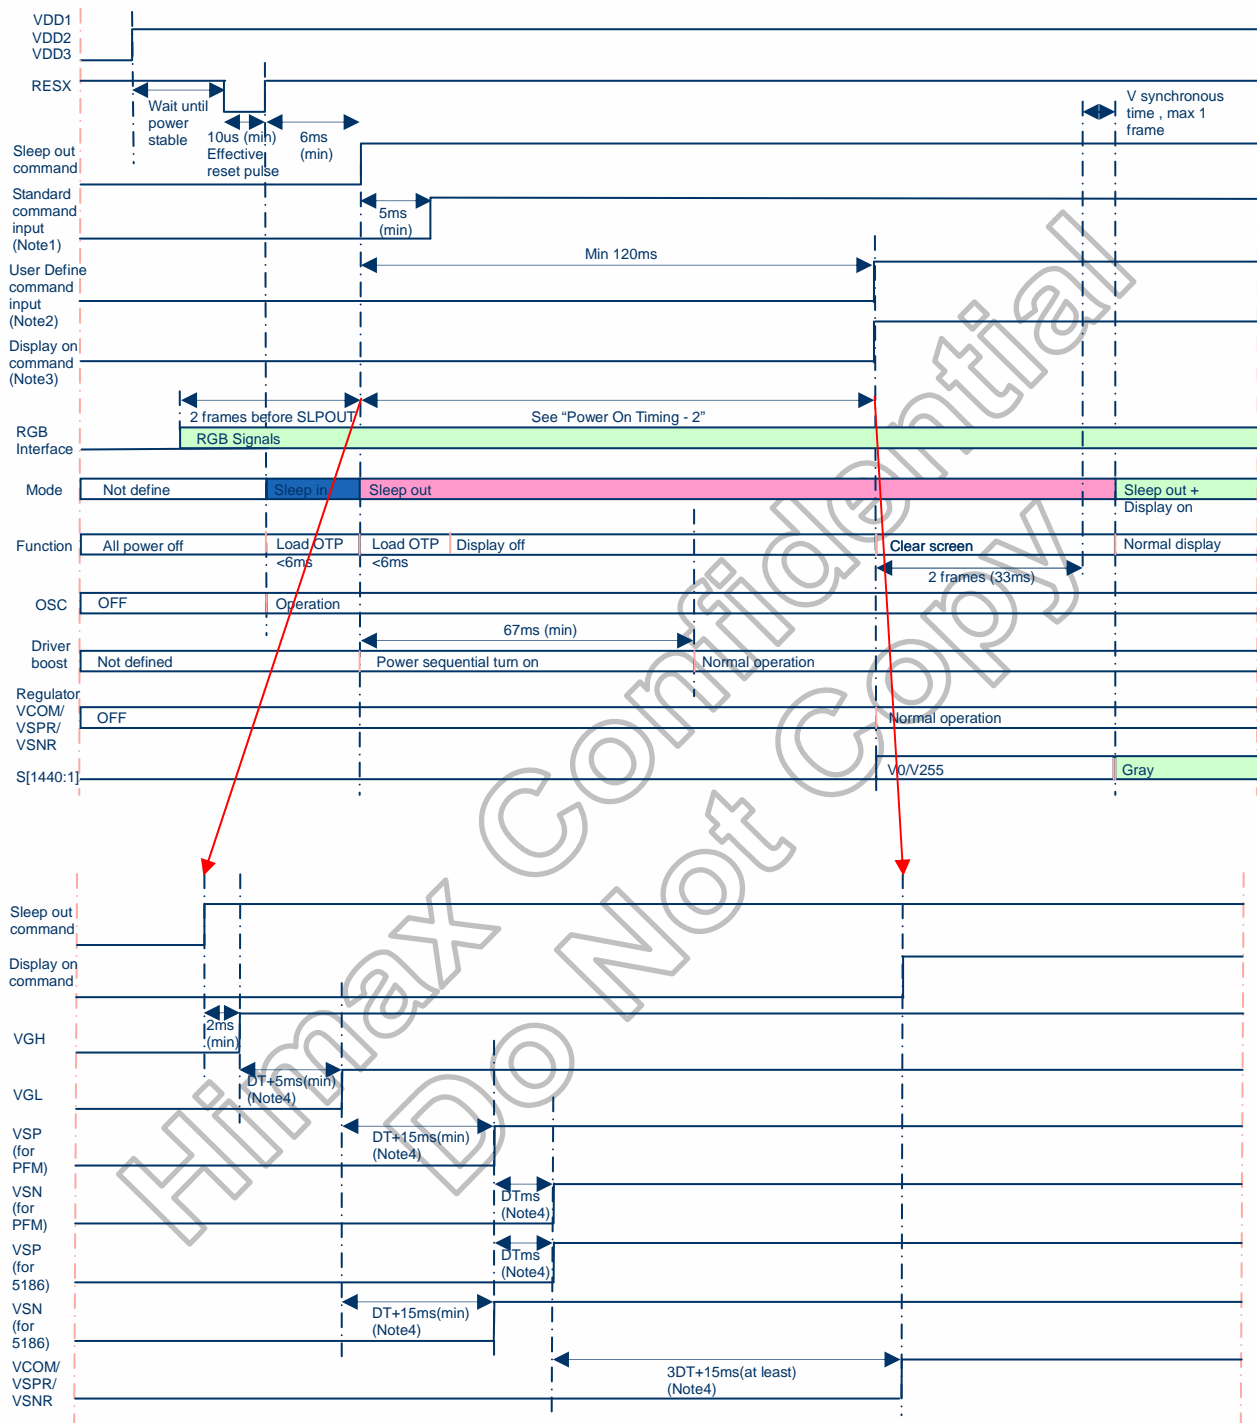 VDD1
VDD2
VDD3
RESX
Wait until
power
stable
10us (min)
Effective
reset pulse
6ms
(min)
V synchronous
time , max 1
frame
Sleep out
command
Standard
command
input
(Note1)
5ms
(min)
User Define
command
input
(Note2)
Min 120ms
Display on
command
(Note3)
2 frames before SLPOUT
See “Power On Timing - 2”
RGB
Interface
RGB Signals
Mode
Not define
Sleep in
Sleep out
Sleep out +
Display on
Function
All power off
Load OTP
<6ms
Load OTP
<6ms
Display off
Clear screen
Normal display
2 frames (33ms)
OSC
OFF
Operation
67ms (min)
Driver
boost
Not defined
Power sequential turn on
Normal operation
Regulator
VCOM/
VSPR/
VSNR
OFF
Normal operation
S[1440:1]
V0/V255
Gray
Sleep out
command
Display on
command
VGH
2ms
(min)
VGL
DT+5ms(min)
(Note4)
VSP
(for
PFM)
DT+15ms(min)
(Note4)
VSN
(for
PFM)
DTms
(Note4)
VSP
(for
5186)
DTms
(Note4)
VSN
(for
5186)
DT+15ms(min)
(Note4)
VCOM/
VSPR/
VSNR
3DT+15ms(at least)
(Note4)
Himax Confidential
Do Not Copy